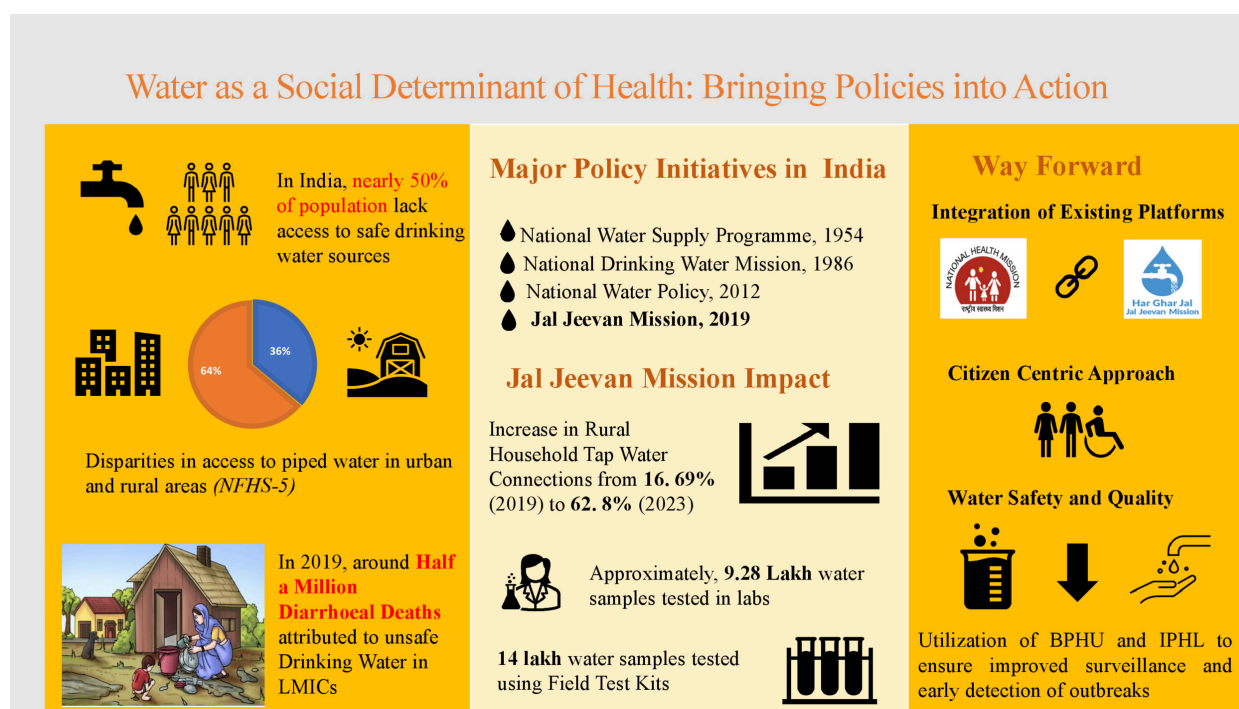 Water as a Social Determinant of Health: Bringing Policies into Action
In India, nearly 50%
of population lack
access to safe drinking
water sources
64%
36%
Disparities in access to piped water in urban
and rural areas (NFHS-5)
In 2019, around Half
a Million
Diarrhoeal Deaths
attributed to unsafe
Drinking Water in
LMICs
Major Policy Initiatives in India
National Water Supply Programme, 1954
National Drinking Water Mission, 1986
National Water Policy, 2012
Jal Jeevan Mission, 2019
Jal Jeevan Mission Impact
Increase in Rural
Household Tap Water
Connections from 16. 69%
(2019) to 62. 8% (2023)
Approximately, 9.28 Lakh water
samples tested in labs
14 lakh water samples tested
using Field Test Kits
Way Forward
Integration of Existing Platforms
NATIONAL HEALTH MISSION
राष्ट्रीय स्वास्थ्य मिशन
Har Ghar Jal
Jal Jeevan Mission
Citizen Centric Approach
Water Safety and Quality
Utilization of BPHU and IPHL to
ensure improved surveillance and
early detection of outbreaks